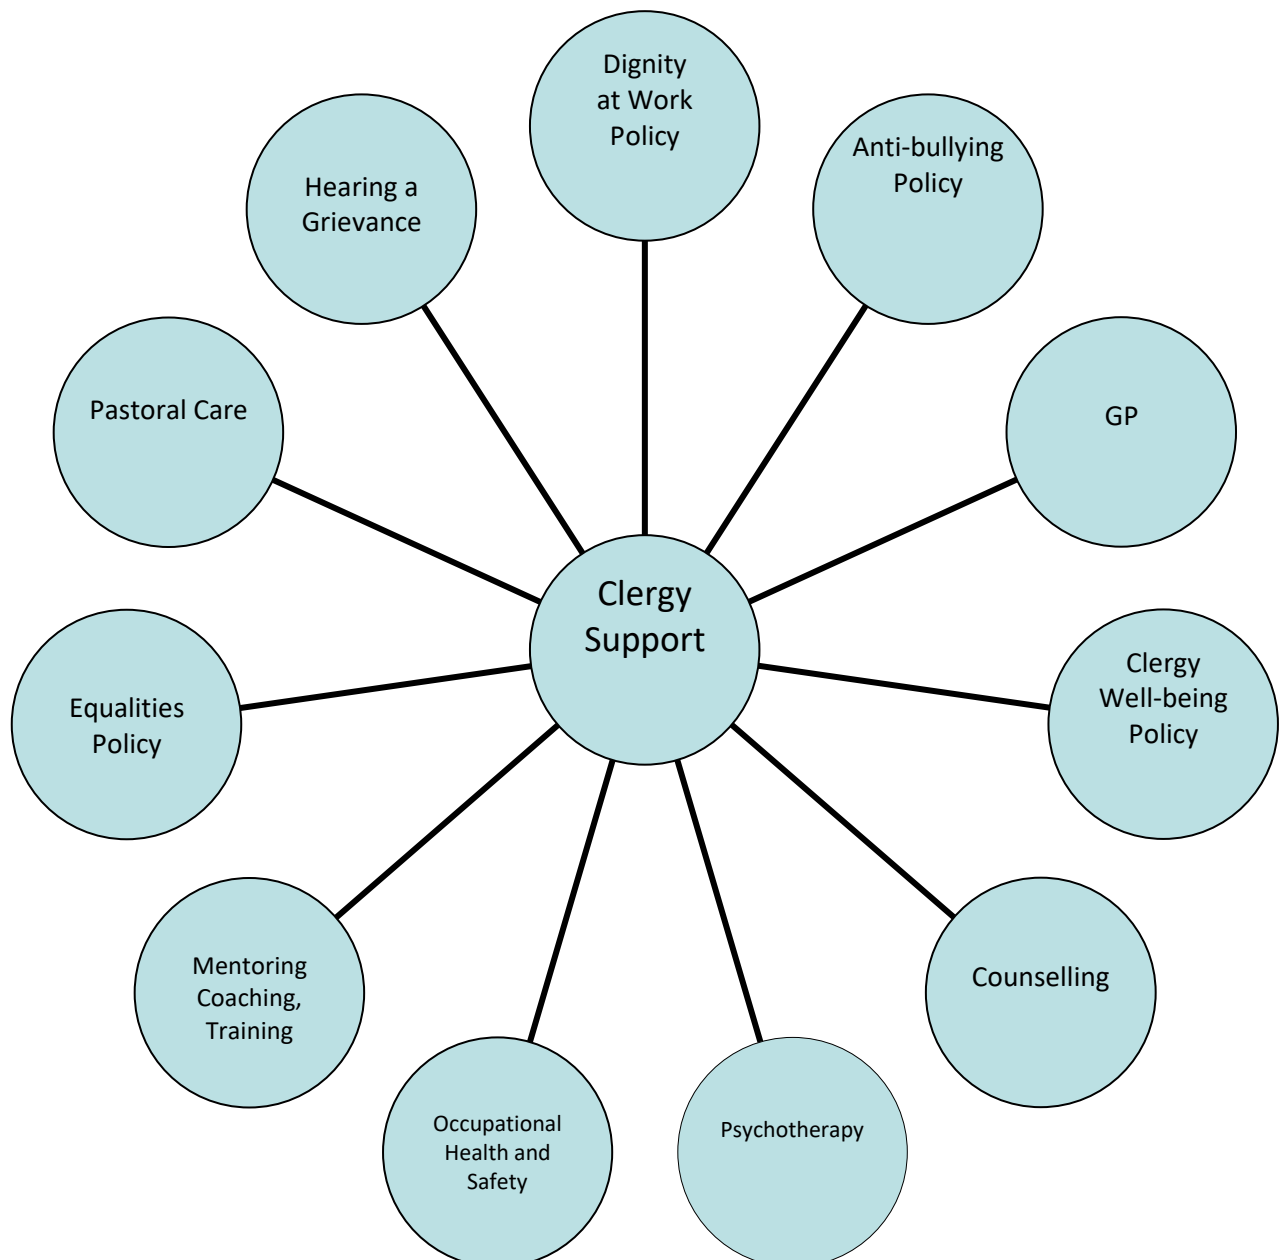 Dignity
at Work
Policy
Anti-bullying
Policy
Hearing a
Grievance
Pastoral Care
GP
Clergy
Support
Clergy
Well-being
Policy
Equalities
Policy
Mentoring
Coaching,
Training
Counselling
Occupational
Health and
Safety
Psychotherapy